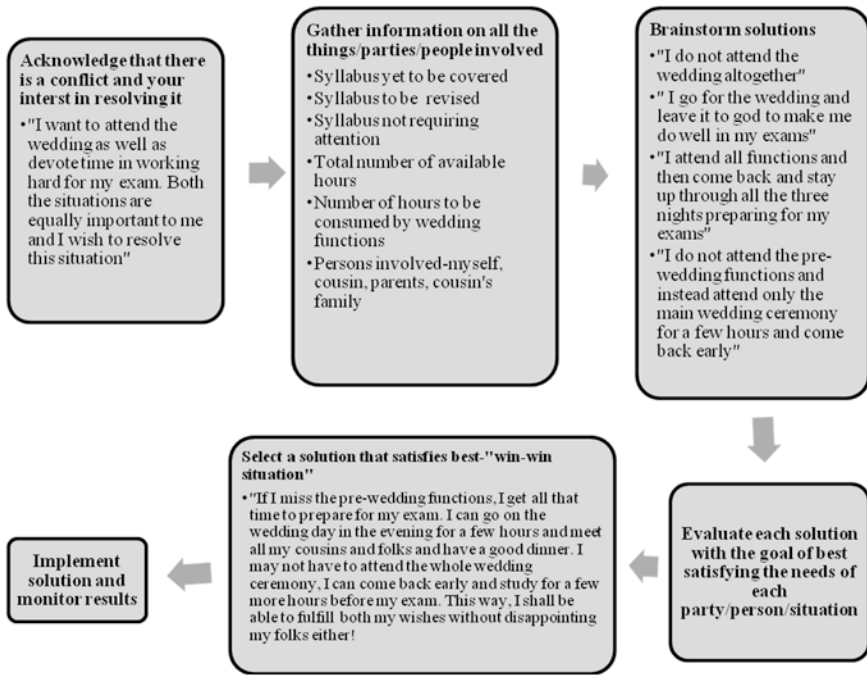 Acknowledge that there
is a conflict and your
interst in resolving it
•"I want to attend the
wedding as well as
devote time in working
hard for my exam. Both
the situations are
equally important to me
and I wish to resolve
this situation"
Gather information on all the
things/parties/people involved
•Syllabus yet to be covered
•Syllabus to be revised
•Syllabus not requiring
attention
•Total number of available
hours
•Number of hours to be
consumed by wedding
functions
•Persons involved-myself,
cousin, parents, cousin's
family
Brainstorm solutions
•"I do not attend the
wedding altogether"
•" I go for the wedding and
leave it to god to make me
do well in my exams"
•"I attend all functions and
then come back and stay
up through all the three
nights preparing for my
exams"
•"I do not attend the pre-
wedding functions and
instead attend only the
main wedding ceremony
for a few hours and come
back early"
Evaluate each solution
with the goal of best
satisfying the needs of
each
party/person/situation
Select a solution that satisfies best-"win-win
situation"
•"If I miss the pre-wedding functions, I get all that
time to prepare for my exam. I can go on the
wedding day in the evening for a few hours and meet
all my cousins and folks and have a good dinner. I
may not have to attend the whole wedding
ceremony, I can come back early and study for a few
more hours before my exam. This way, I shall be
able to fulfill both my wishes without disappointing
my folks either!
Implement
solution and
monitor results